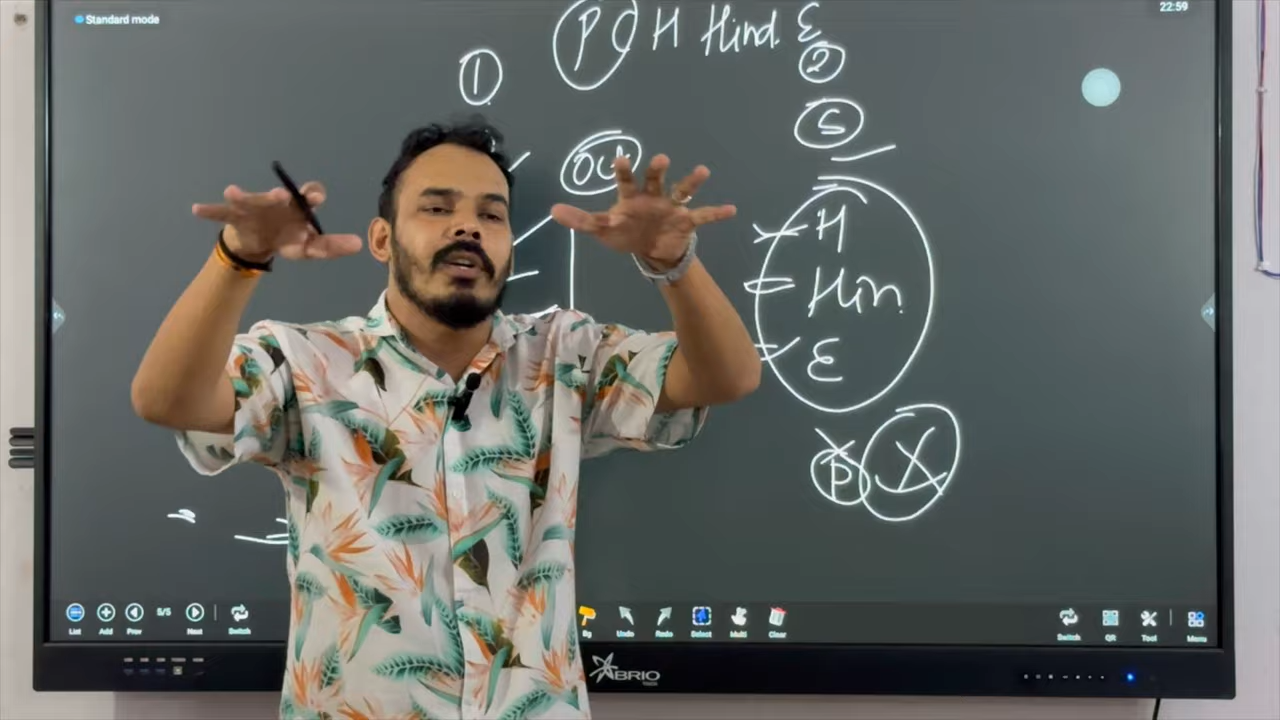 Standard mode
22:59
P H Hind. E
1
2
S
H
Hin.
E
P X
List Add Prev 5/5 Next Switch Bg Undo Redo Select Multi Clear Switch QR Tool Menu
ABRIO